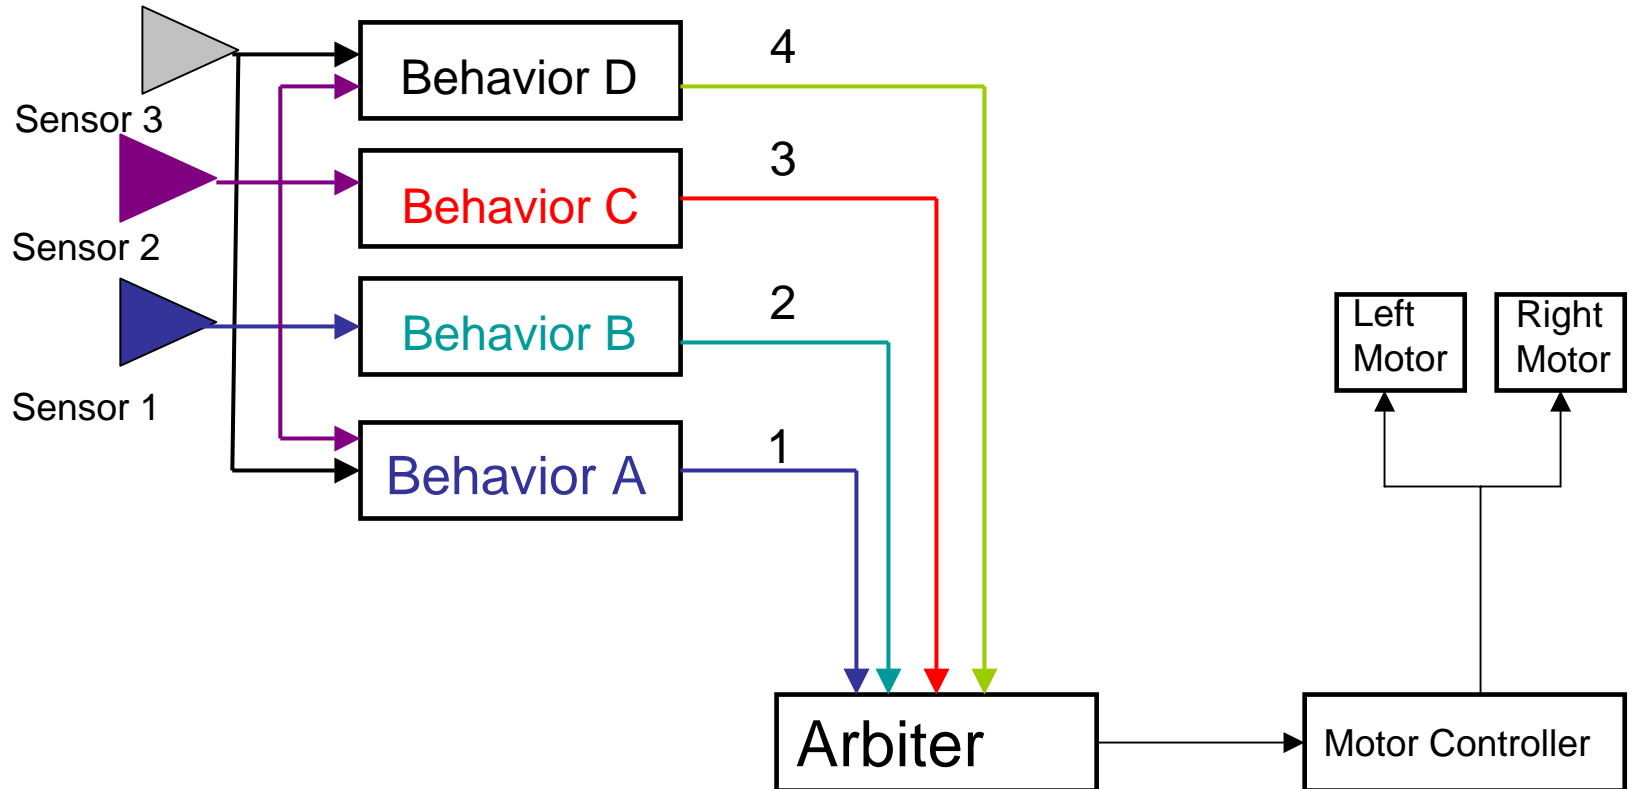 Behavior D
4
Sensor 3
Behavior C
3
Sensor 2
Behavior B
2
Sensor 1
Behavior A
1
Left
Motor
Right
Motor
Arbiter
Motor Controller